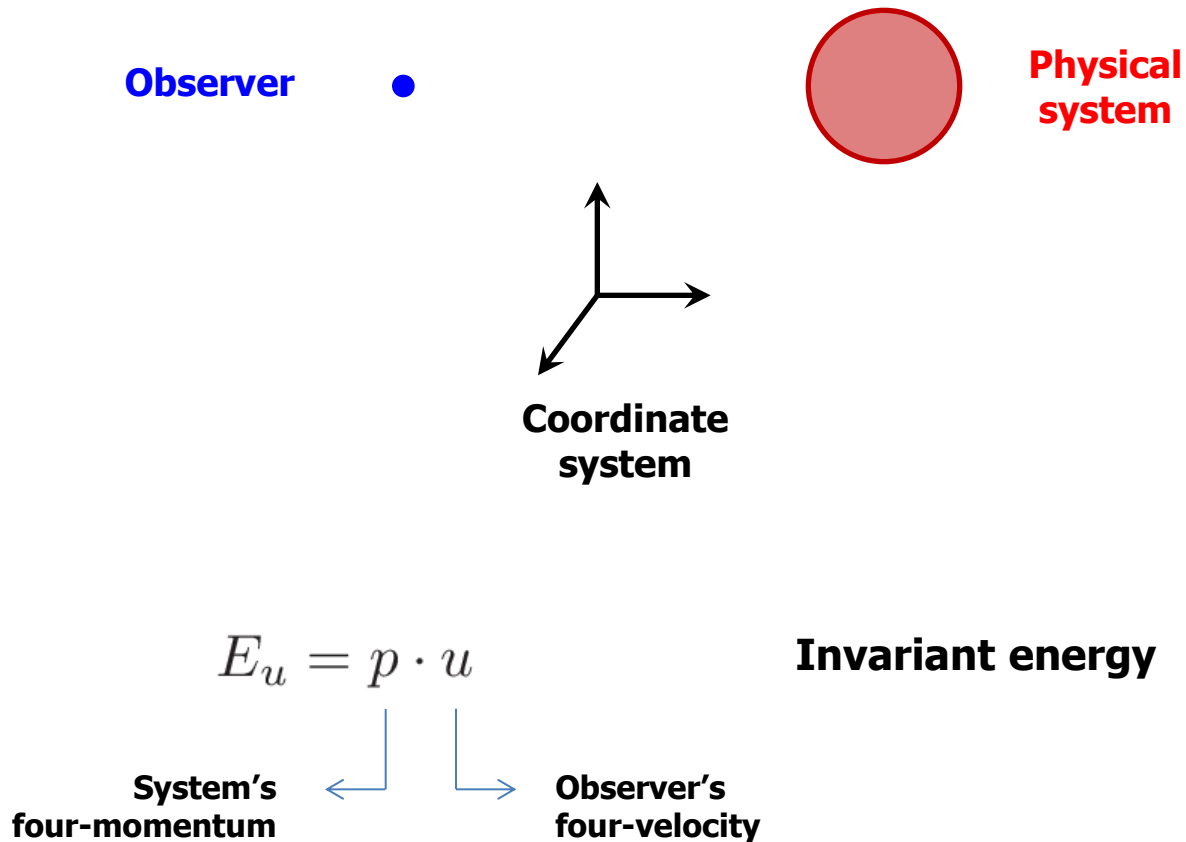 Observer
Physical
system
Coordinate
system
E_u = p · u
Invariant energy
System’s
four-momentum
Observer’s
four-velocity